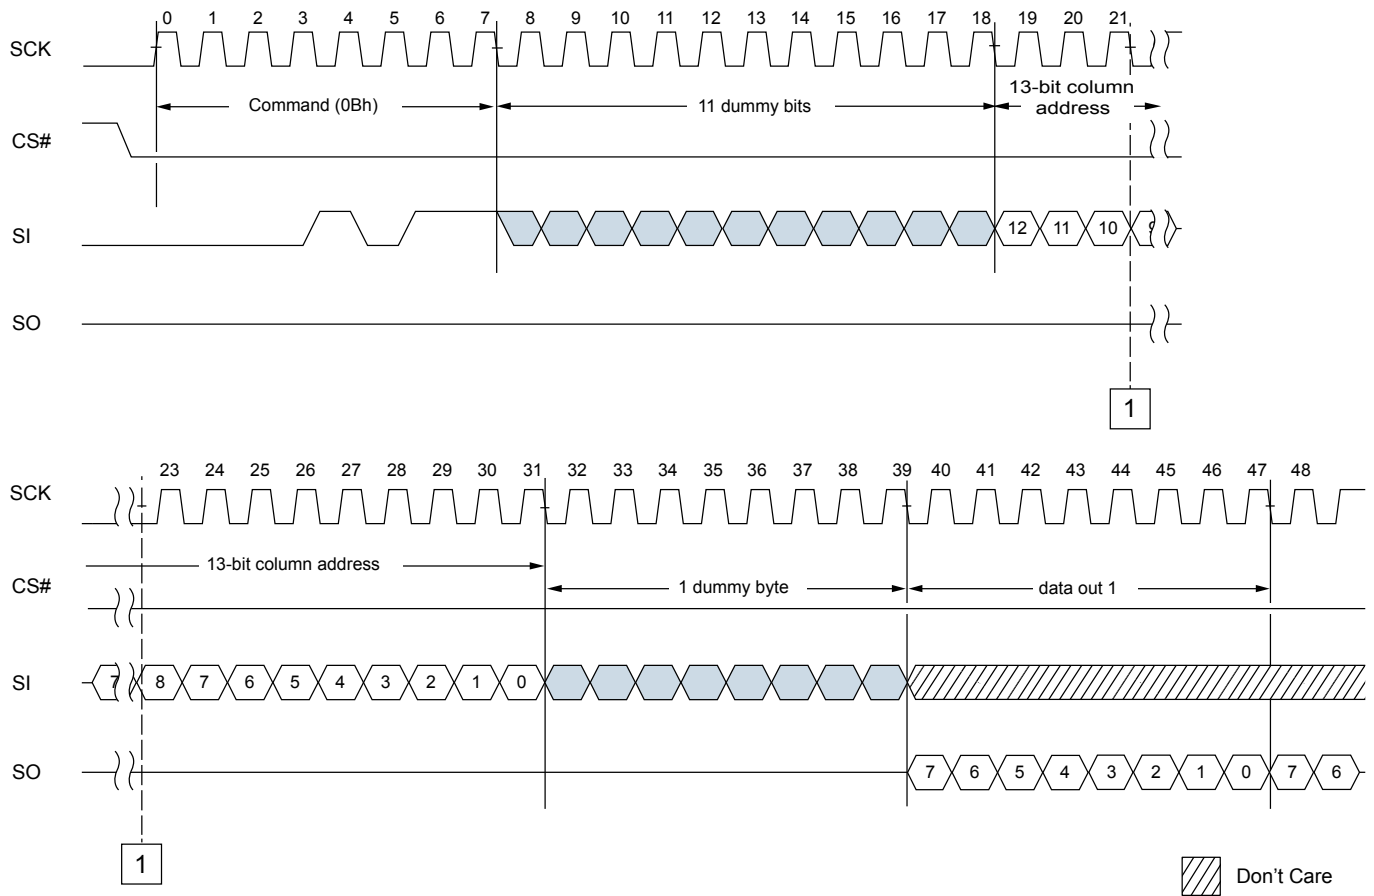 0 1 2 3 4 5 6 7 8 9 10 11 12 13 14 15 16 17 18 19 20 21
SCK
Command (0Bh) 11 dummy bits 13-bit column
address
CS#
SI 12 11 10 9
SO
1
23 24 25 26 27 28 29 30 31 32 33 34 35 36 37 38 39 40 41 42 43 44 45 46 47 48
SCK
13-bit column address
CS# 1 dummy byte data out 1
SI 7 8 7 6 5 4 3 2 1 0
SO 7 6 5 4 3 2 1 0 7 6
1
Don't Care